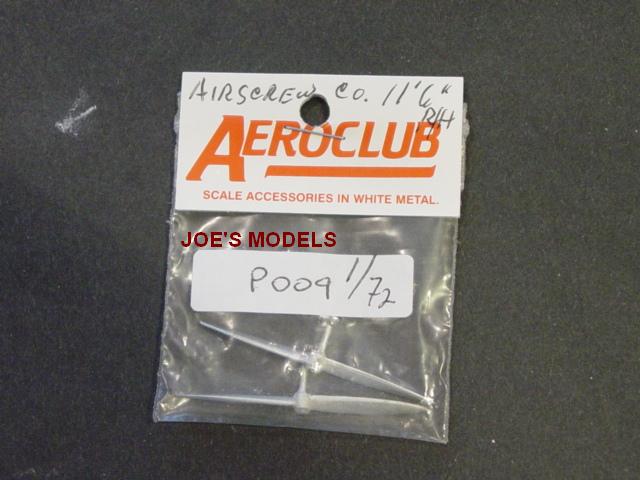 AIRSCREW CO. 11'6"
R/H
AEROCLUB
SCALE ACCESSORIES IN WHITE METAL.
JOE'S MODELS
P009 1/72